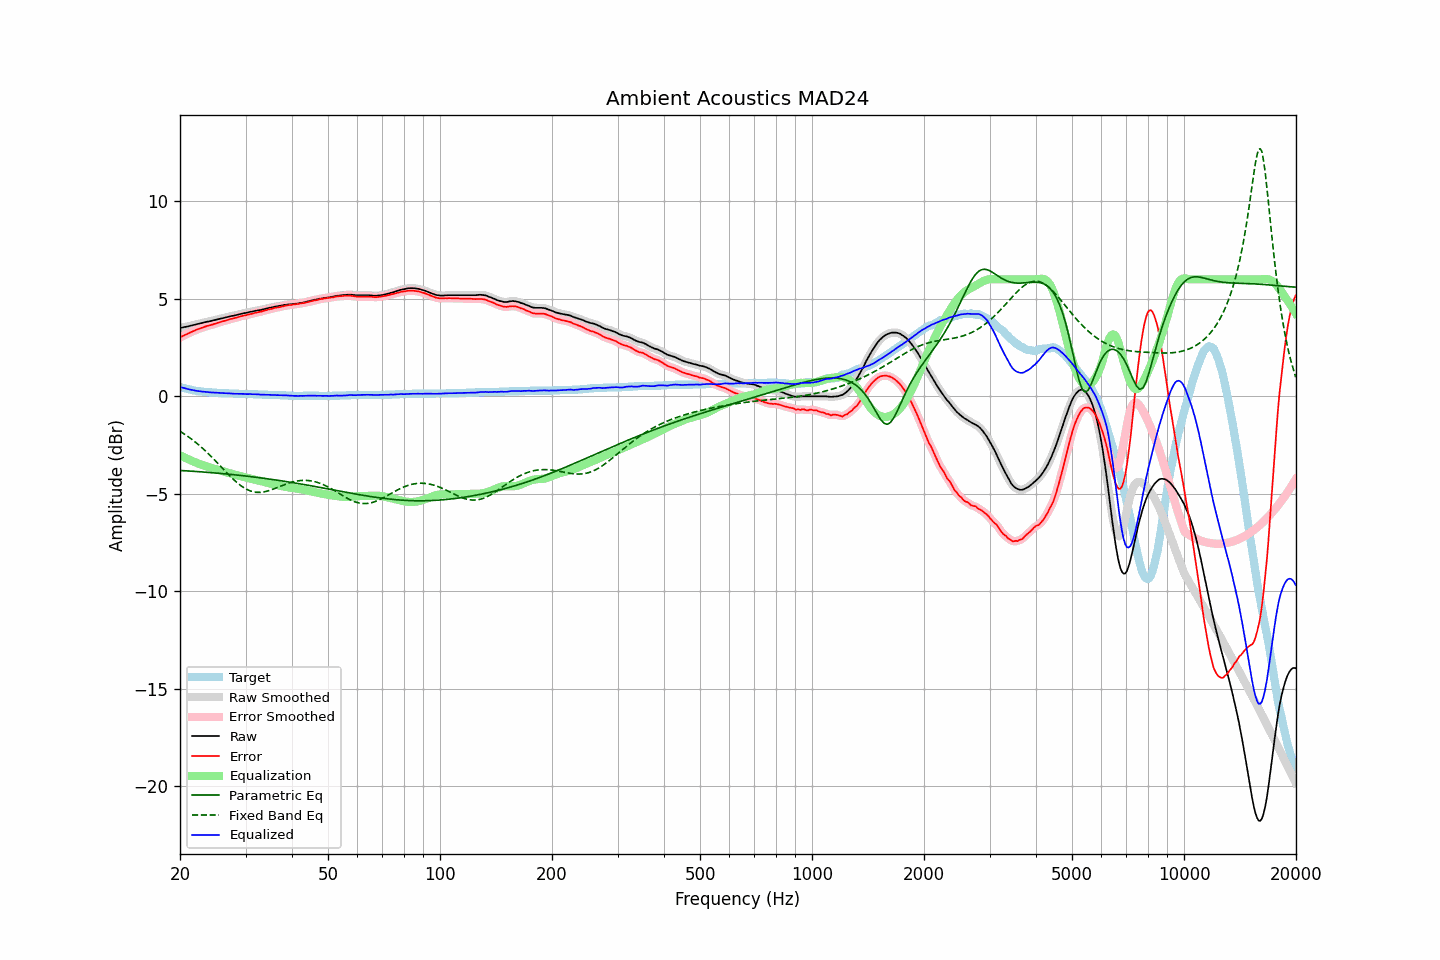 Ambient Acoustics MAD24
Amplitude (dBr)
10
5
0
−5
−10
−15
−20
Target
Raw Smoothed
Error Smoothed
Raw
Error
Equalization
Parametric Eq
Fixed Band Eq
Equalized
20 50 100 200 500 1000 2000 5000 10000 20000
Frequency (Hz)